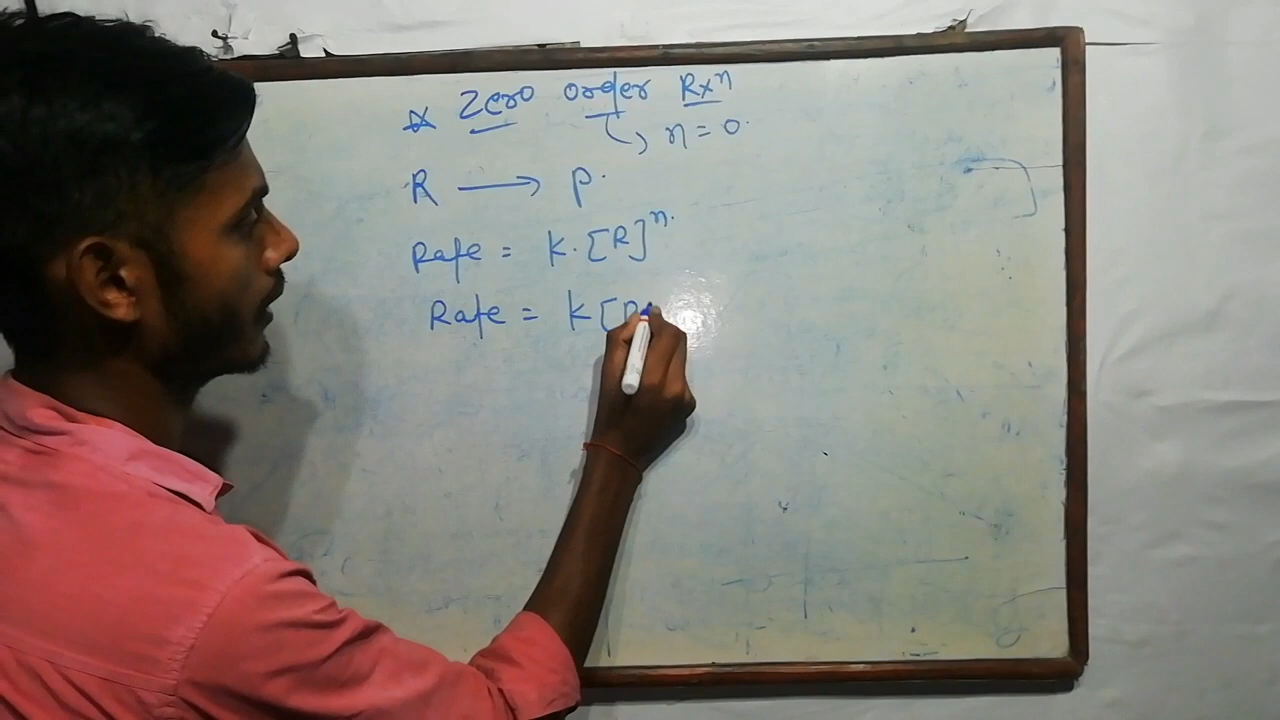 ☆ Zero order Rxⁿ
↳ n = 0.
R ⟶ P.
Rate = k.[R]ⁿ.
Rate = k[R